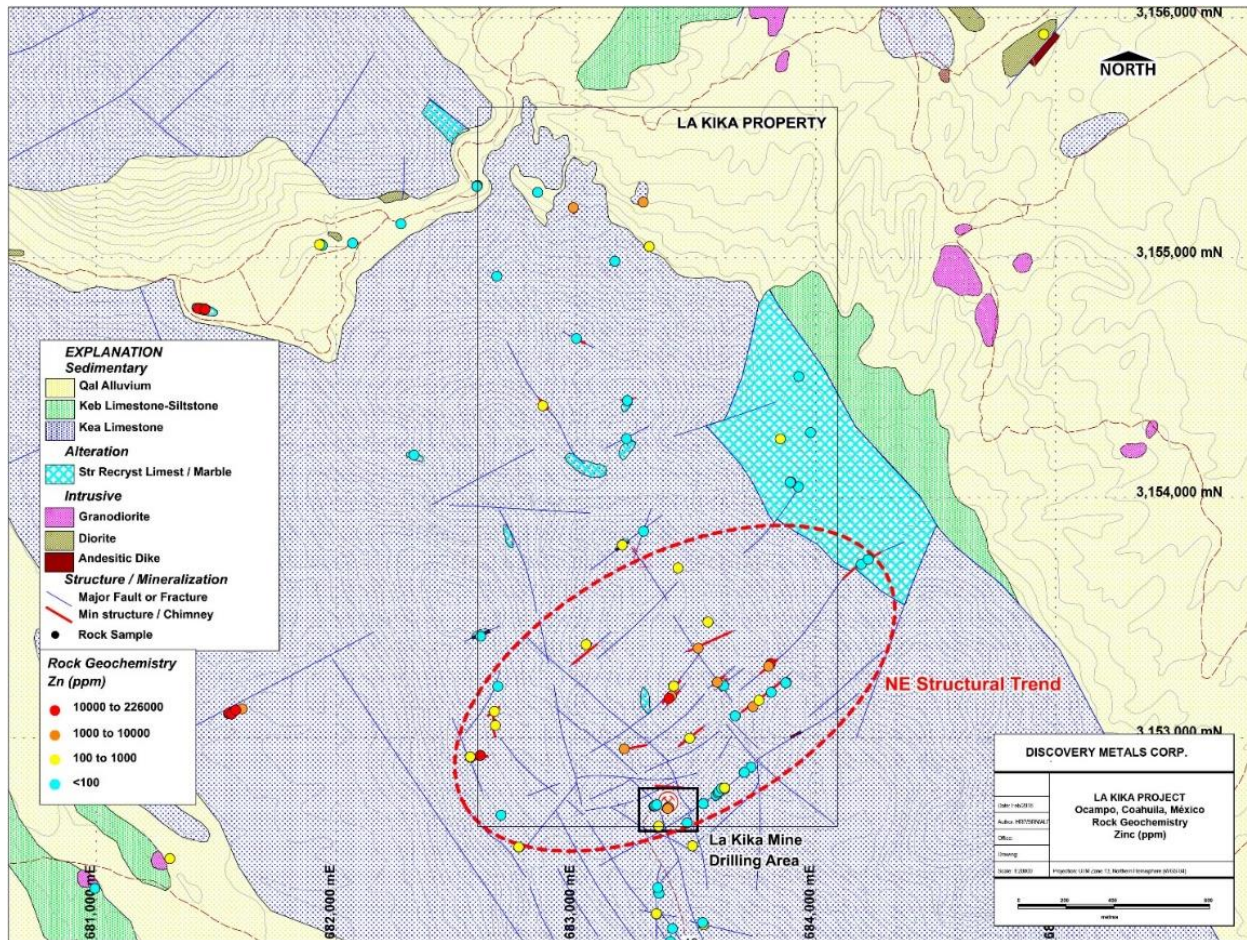 3,156,000 mN
NORTH
LA KIKA PROPERTY
3,155,000 mN
EXPLANATION
Sedimentary
Qal Alluvium
Keb Limestone-Siltstone
Kea Limestone
Alteration
Str Recryst Limest / Marble
Intrusive
Granodiorite
Diorite
Andesitic Dike
Structure / Mineralization
Major Fault or Fracture
Min structure / Chimney
Rock Sample
3,154,000 mN
Rock Geochemistry
Zn (ppm)
10000 to 226000
1000 to 10000
100 to 1000
<100
NE Structural Trend
3,153,000 mN
La Kika Mine
Drilling Area
681,000 mE
682,000 mE
683,000 mE
684,000 mE
DISCOVERY METALS CORP.
LA KIKA PROJECT
Ocampo, Coahuila, México
Rock Geochemistry
Zinc (ppm)
Author:
Office:
Drawing:
metres